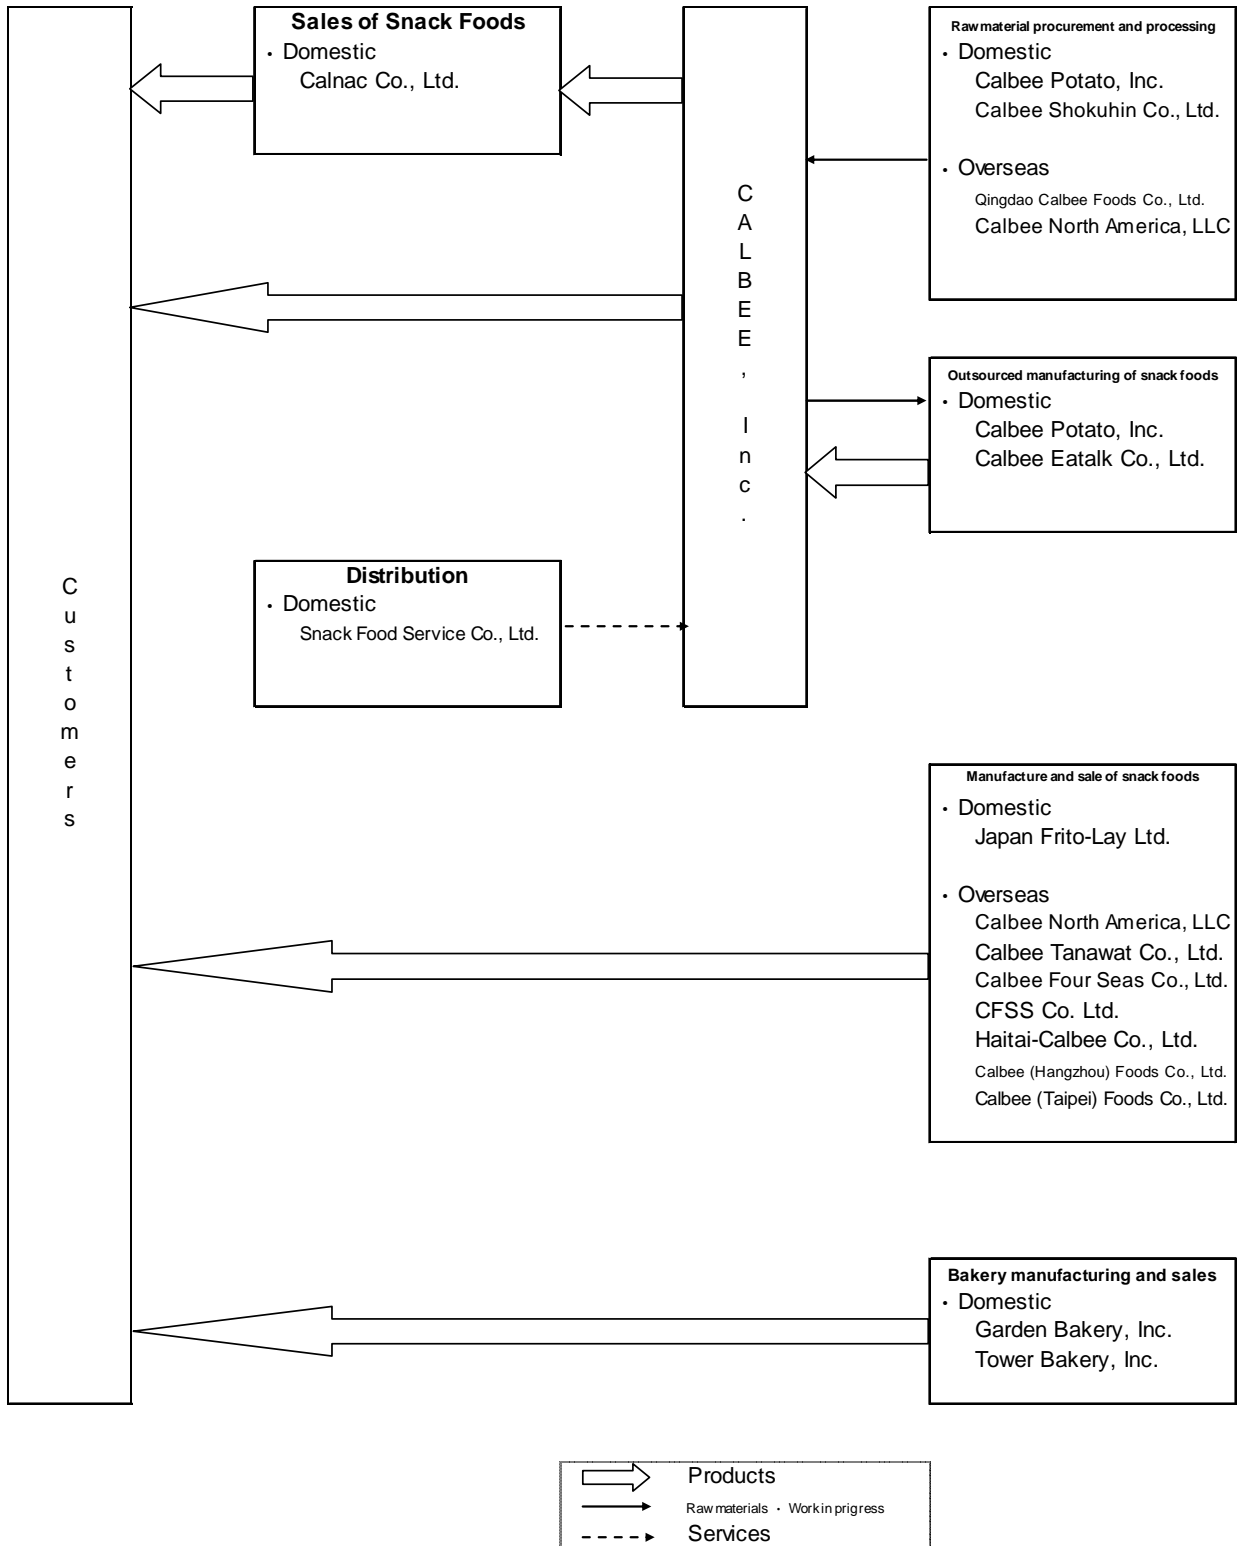 Sales of Snack Foods
・ Domestic
Calnac Co., Ltd.
Raw material procurement and processing
・ Domestic
Calbee Potato, Inc.
Calbee Shokuhin Co., Ltd.
・ Overseas
Qingdao Calbee Foods Co., Ltd.
Calbee North America, LLC
CALBEE, Inc.
Outsourced manufacturing of snack foods
・ Domestic
Calbee Potato, Inc.
Calbee Eatalk Co., Ltd.
Customers
Distribution
・ Domestic
Snack Food Service Co., Ltd.
Manufacture and sale of snack foods
・ Domestic
Japan Frito-Lay Ltd.
・ Overseas
Calbee North America, LLC
Calbee Tanawat Co., Ltd.
Calbee Four Seas Co., Ltd.
CFSS Co. Ltd.
Haitai-Calbee Co., Ltd.
Calbee (Hangzhou) Foods Co., Ltd.
Calbee (Taipei) Foods Co., Ltd.
Bakery manufacturing and sales
・ Domestic
Garden Bakery, Inc.
Tower Bakery, Inc.
Products
Raw materials ・ Work in prigress
Services